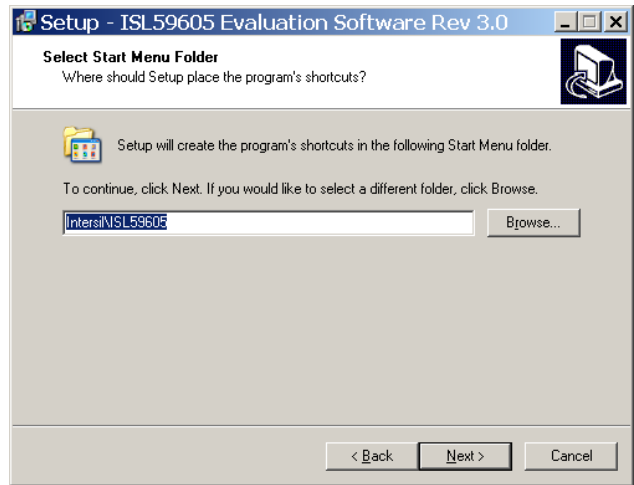 Setup - ISL59605 Evaluation Software Rev 3.0
Select Start Menu Folder
Where should Setup place the program's shortcuts?
Setup will create the program's shortcuts in the following Start Menu folder.
To continue, click Next. If you would like to select a different folder, click Browse.
Intersil\ISL59605
Browse...
< Back
Next >
Cancel